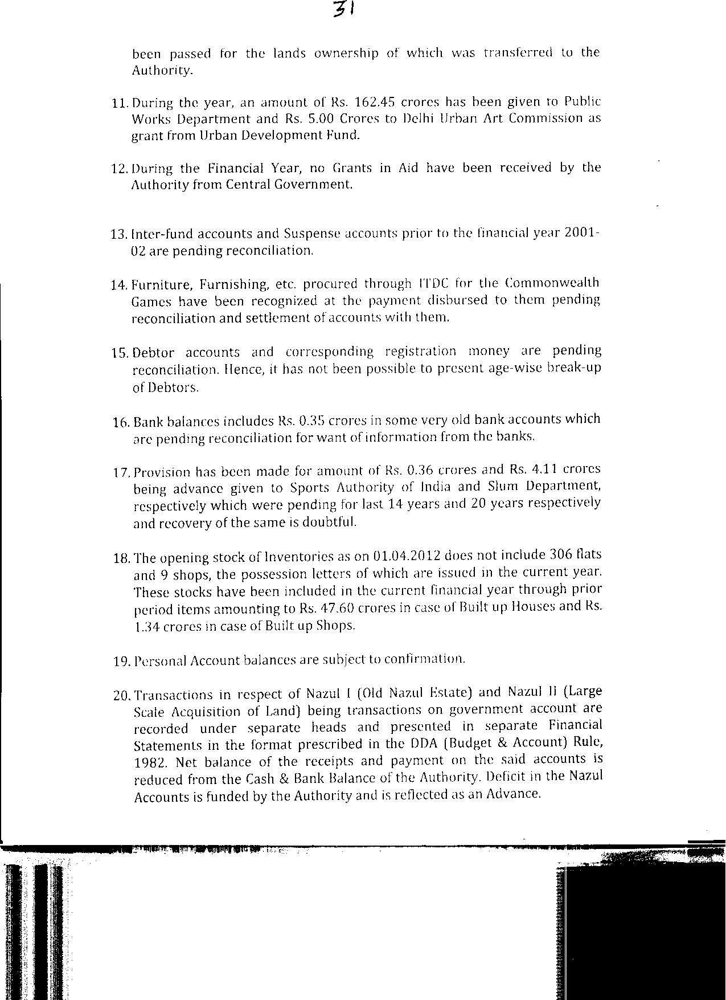 31
been passed for the lands ownership of which was transferred to the
Authority.
11. During the year, an amount of Rs. 162.45 crores has been given to Public
Works Department and Rs. 5.00 Crores to Delhi Urban Art Commission as
grant from Urban Development Fund.
12. During the Financial Year, no Grants in Aid have been received by the
Authority from Central Government.
13. Inter-fund accounts and Suspense accounts prior to the financial year 2001-
02 are pending reconciliation.
14. Furniture, Furnishing, etc. procured through ITDC for the Commonwealth
Games have been recognized at the payment disbursed to them pending
reconciliation and settlement of accounts with them.
15. Debtor accounts and corresponding registration money are pending
reconciliation. Hence, it has not been possible to present age-wise break-up
of Debtors.
16. Bank balances includes Rs. 0.35 crores in some very old bank accounts which
are pending reconciliation for want of information from the banks.
17. Provision has been made for amount of Rs. 0.36 crores and Rs. 4.11 crores
being advance given to Sports Authority of India and Slum Department,
respectively which were pending for last 14 years and 20 years respectively
and recovery of the same is doubtful.
18. The opening stock of Inventories as on 01.04.2012 does not include 306 flats
and 9 shops, the possession letters of which are issued in the current year.
These stocks have been included in the current financial year through prior
period items amounting to Rs. 47.60 crores in case of Built up Houses and Rs.
1.34 crores in case of Built up Shops.
19. Personal Account balances are subject to confirmation.
20. Transactions in respect of Nazul I (Old Nazul Estate) and Nazul II (Large
Scale Acquisition of Land) being transactions on government account are
recorded under separate heads and presented in separate Financial
Statements in the format prescribed in the DDA (Budget & Account) Rule,
1982. Net balance of the receipts and payment on the said accounts is
reduced from the Cash & Bank Balance of the Authority. Deficit in the Nazul
Accounts is funded by the Authority and is reflected as an Advance.